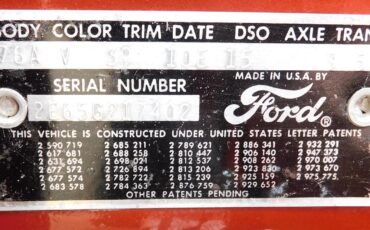 BODY COLOR TRIM DATE DSO AXLE TRAN
SERIAL NUMBER
MADE IN U.S.A. BY
Ford ®
THIS VEHICLE IS CONSTRUCTED UNDER UNITED STATES LETTER PATENTS
2 590 719 2 685 211 2 789 621 2 886 341 2 932 291
2 617 681 2 688 258 2 810 447 2 906 140 2 947 373
2 631 694 2 698 021 2 812 537 2 908 262 2 970 007
2 677 572 2 726 894 2 813 206 2 923 830 2 973 670
2 677 574 2 782 722 2 815 239 2 925 159 2 975 775
2 683 578 2 784 363 2 876 759 2 929 652
OTHER PATENTS PENDING